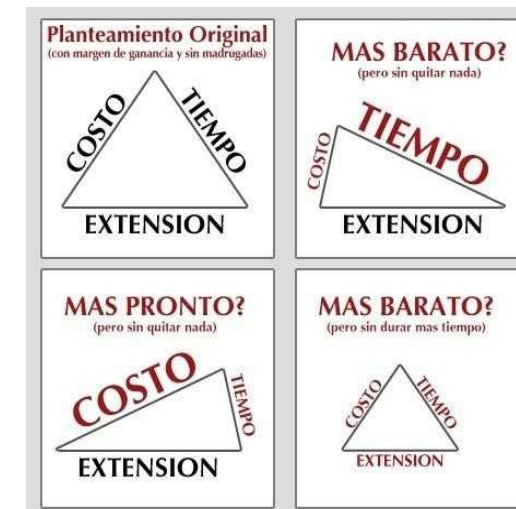 Planteamiento Original
(con margen de ganancia y sin madrugadas)
COSTO
TIEMPO
EXTENSION
MAS BARATO?
(pero sin quitar nada)
COSTO
TIEMPO
EXTENSION
MAS PRONTO?
(pero sin quitar nada)
COSTO
TIEMPO
EXTENSION
MAS BARATO?
(pero sin durar mas tiempo)
COSTO
TIEMPO
EXTENSION